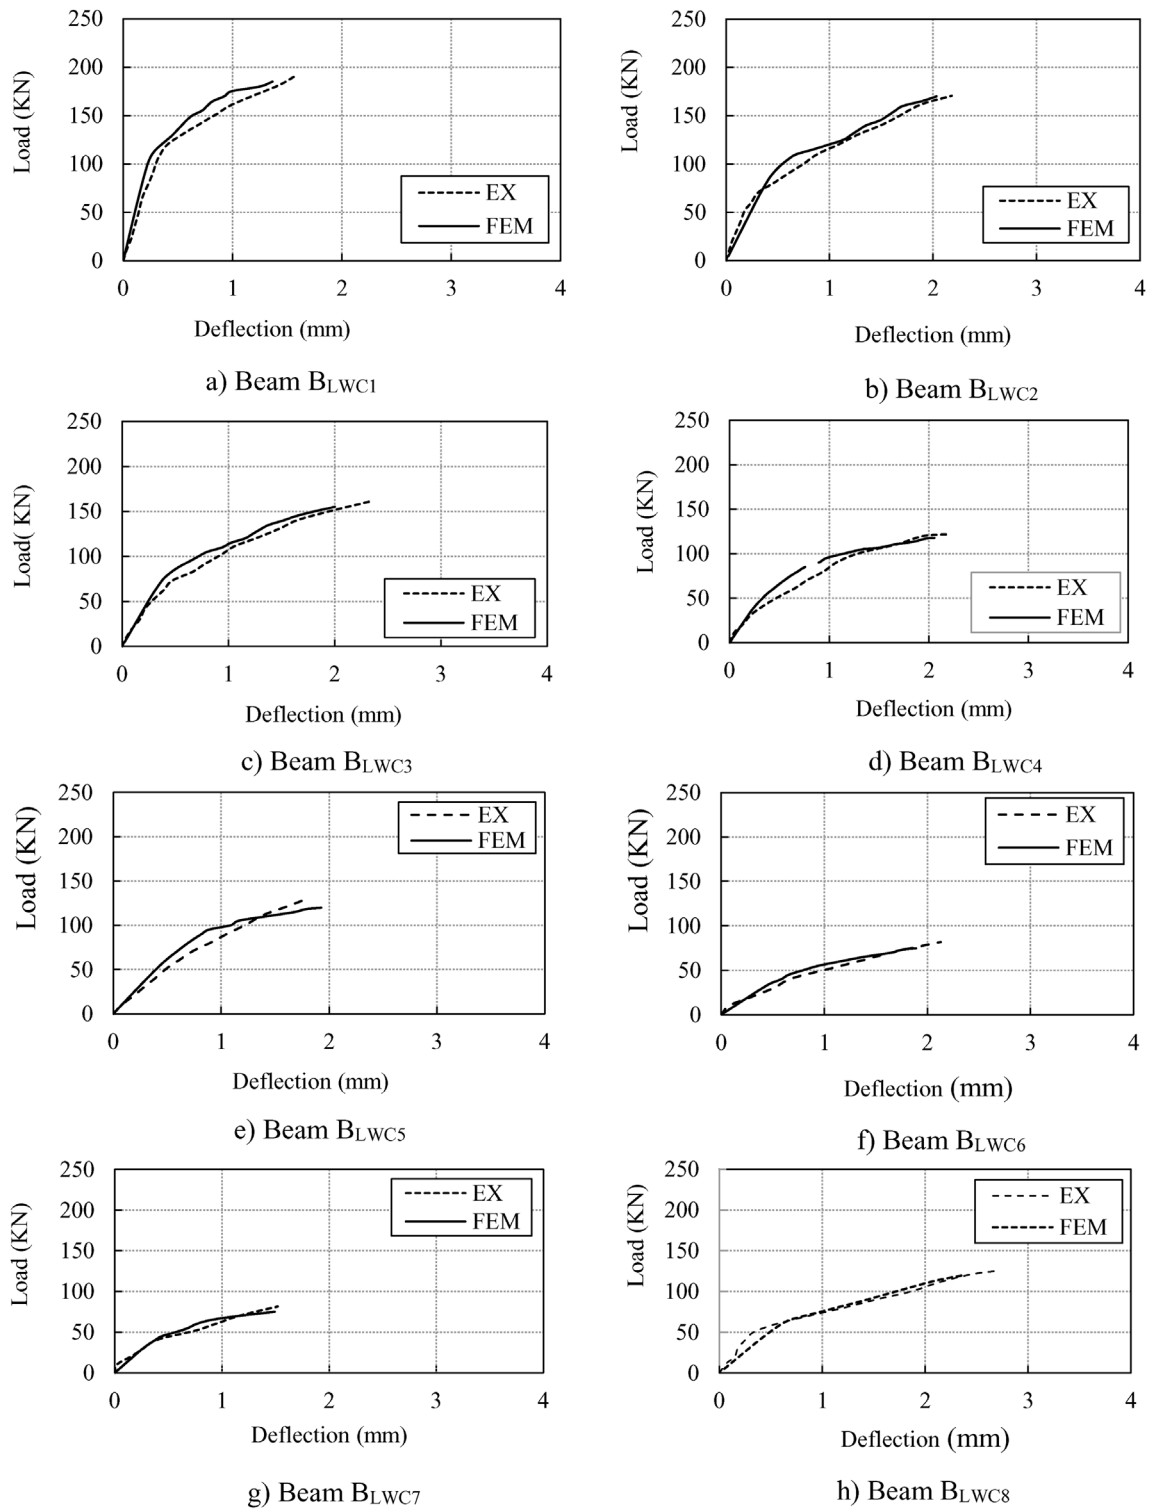 250
200
150
100
50
0
Load (KN)
EX
FEM
0 1 2 3 4
Deflection (mm)
a) Beam BLWC1
250
200
150
100
50
0
Load (KN)
EX
FEM
0 1 2 3 4
Deflection (mm)
b) Beam BLWC2
250
200
150
100
50
0
Load( KN)
EX
FEM
0 1 2 3 4
Deflection (mm)
c) Beam BLWC3
250
200
150
100
50
0
Load (KN)
EX
FEM
0 1 2 3 4
Deflection (mm)
d) Beam BLWC4
250
200
150
100
50
0
Load (KN)
EX
FEM
0 1 2 3 4
Deflection (mm)
e) Beam BLWC5
250
200
150
100
50
0
Load (KN)
EX
FEM
0 1 2 3 4
Deflection (mm)
f) Beam BLWC6
250
200
150
100
50
0
Load (KN)
EX
FEM
0 1 2 3 4
Deflection (mm)
g) Beam BLWC7
250
200
150
100
50
0
Load (KN)
EX
FEM
0 1 2 3 4
Deflection (mm)
h) Beam BLWC8